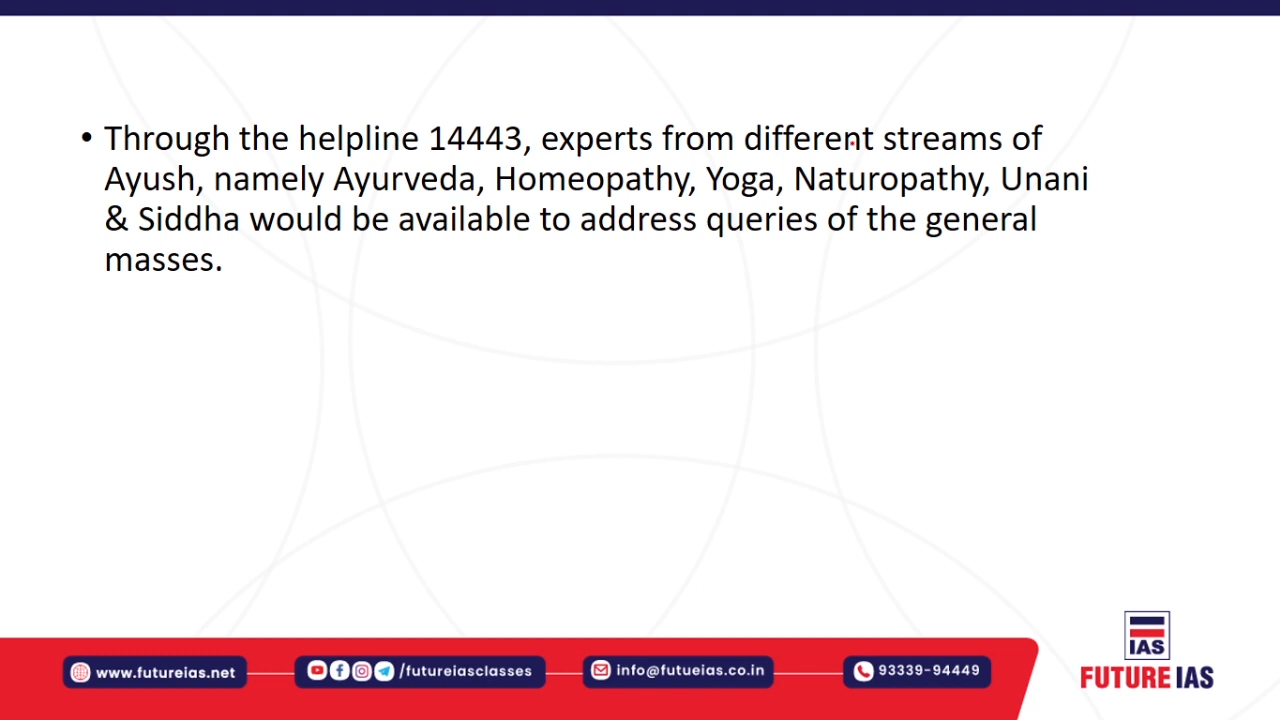 • Through the helpline 14443, experts from different streams of
Ayush, namely Ayurveda, Homeopathy, Yoga, Naturopathy, Unani
& Siddha would be available to address queries of the general
masses.
www.futureias.net
/futureiasclasses
info@futueias.co.in
93339-94449
IAS
FUTURE IAS